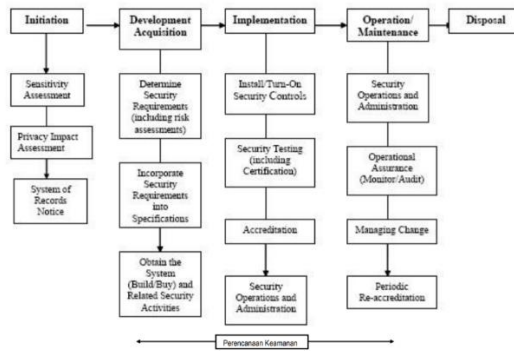 Initiation
Development
Acquisition
Implementation
Operation/
Maintenance
Disposal
Sensitivity
Assessment
Privacy Impact
Assessment
System of
Records
Notice
Determine
Security
Requirements
(including risk
assessments)
Incorporate
Security
Requirements
into
Specifications
Obtain the
System
(Build/Buy) and
Related Security
Activities
Install/Turn-On
Security Controls
Security Testing
(including
Certification)
Accreditation
Security
Operations and
Administration
Security
Operations and
Administration
Operational
Assurance
(Monitor/Audit)
Managing Change
Periodic
Re-accreditation
Perencanaan Keamanan